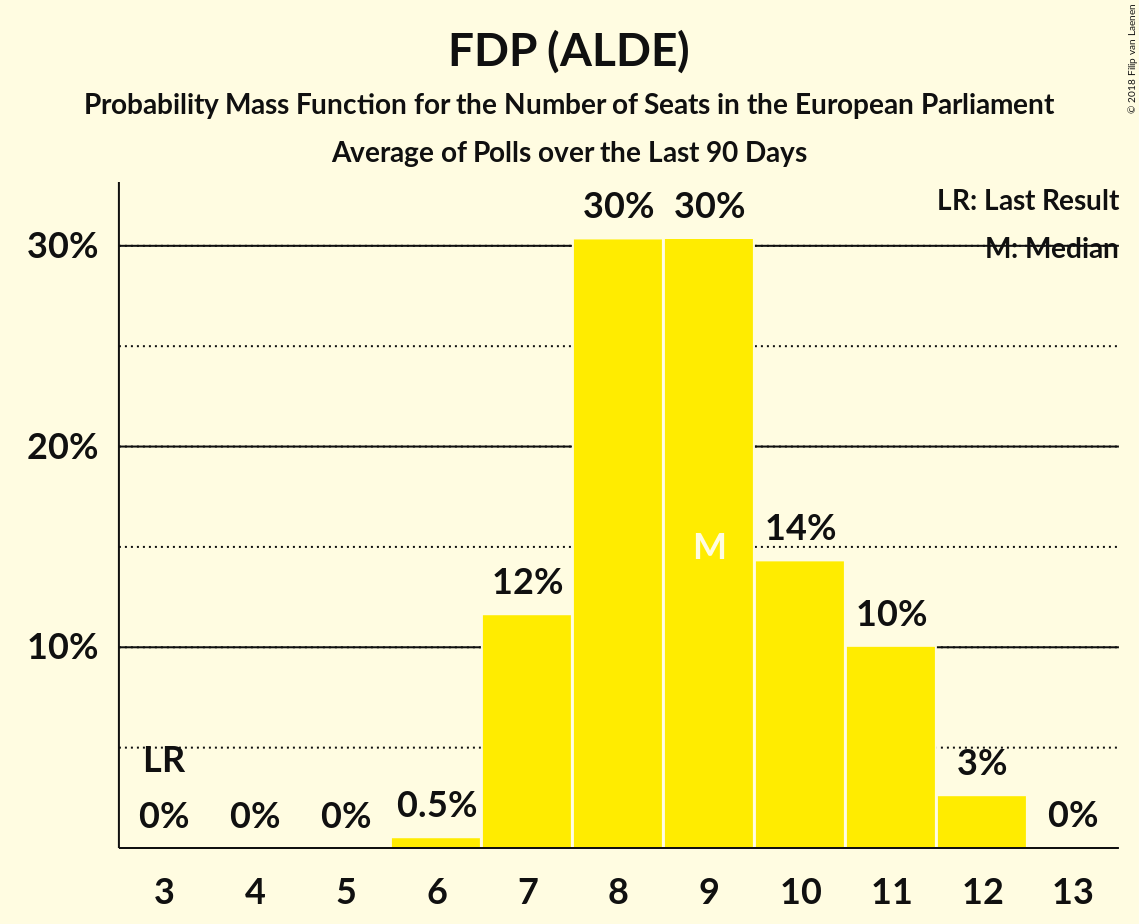 FDP (ALDE)
Probability Mass Function for the Number of Seats in the European Parliament
Average of Polls over the Last 90 Days
© 2018 Filip van Laenen
LR: Last Result
M: Median
30% 30%
30%
20%
14%
M
12%
10%
10%
LR
3%
0% 0% 0% 0.5% 0%
3 4 5 6 7 8 9 10 11 12 13